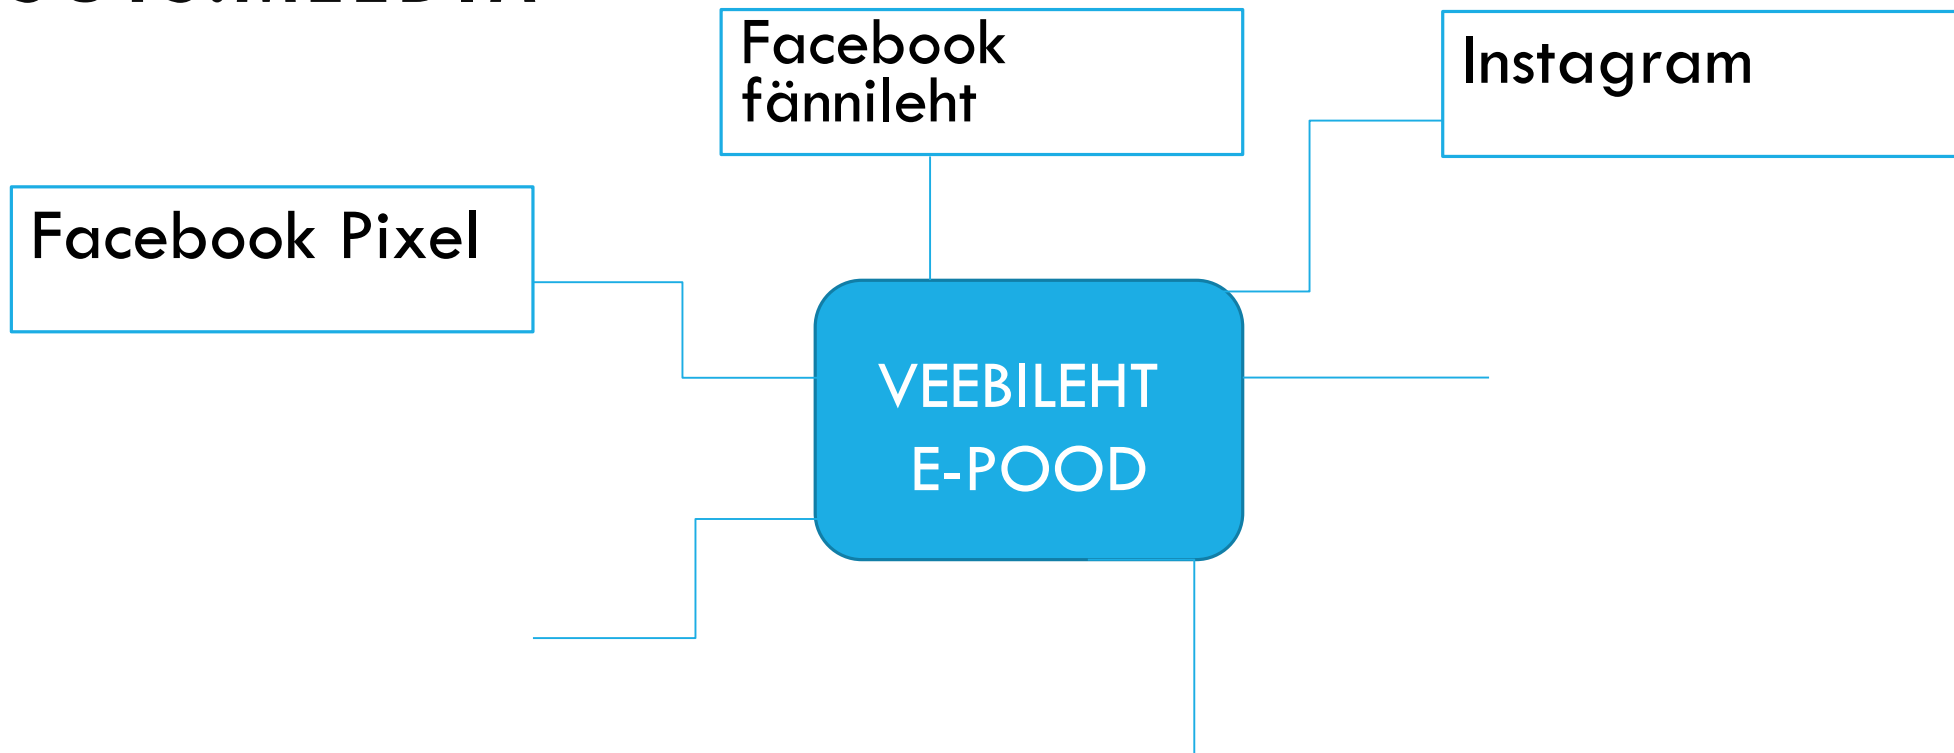 Facebook
fännileht
Instagram
Facebook Pixel
VEEBILEHT
E-POOD